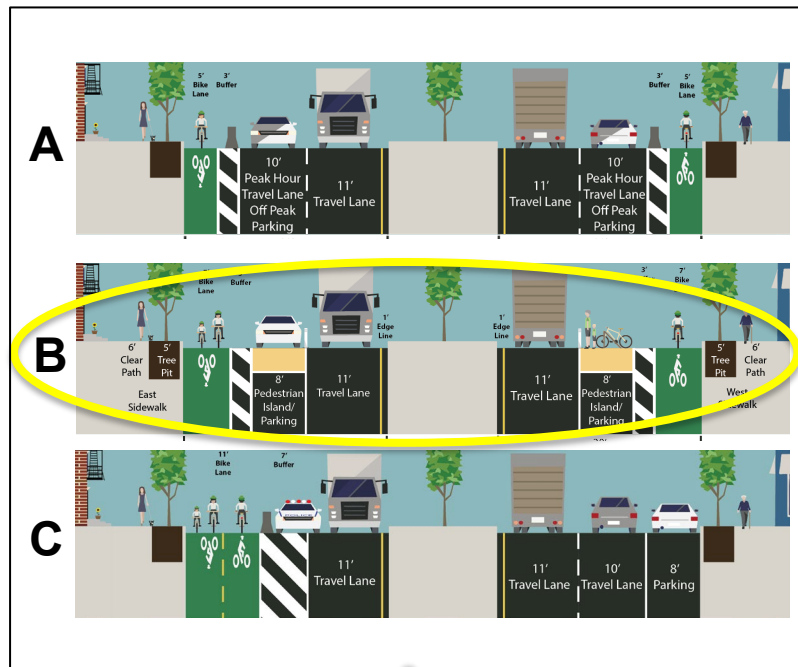 A
5'
Bike
Lane
3'
Buffer
10'
Peak Hour
Travel Lane
Off Peak
Parking
11'
Travel Lane
11'
Travel Lane
10'
Peak Hour
Travel Lane
Off Peak
Parking
3'
Buffer
5'
Bike
Lane
B
6'
Clear
Path
5'
Tree
Pit
East
Sidewalk
Lane
8'
Pedestrian
Island/
Parking
11'
Travel Lane
1'
Edge
Line
1'
Edge
Line
11'
Travel Lane
8'
Pedestrian
Island/
Parking
3'
7'
Bike
Lane
5'
Tree
Pit
6'
Clear
Path
West
Sidewalk
C
11'
Bike
Lane
7'
Buffer
11'
Travel Lane
11'
Travel Lane
10'
Travel Lane
8'
Parking